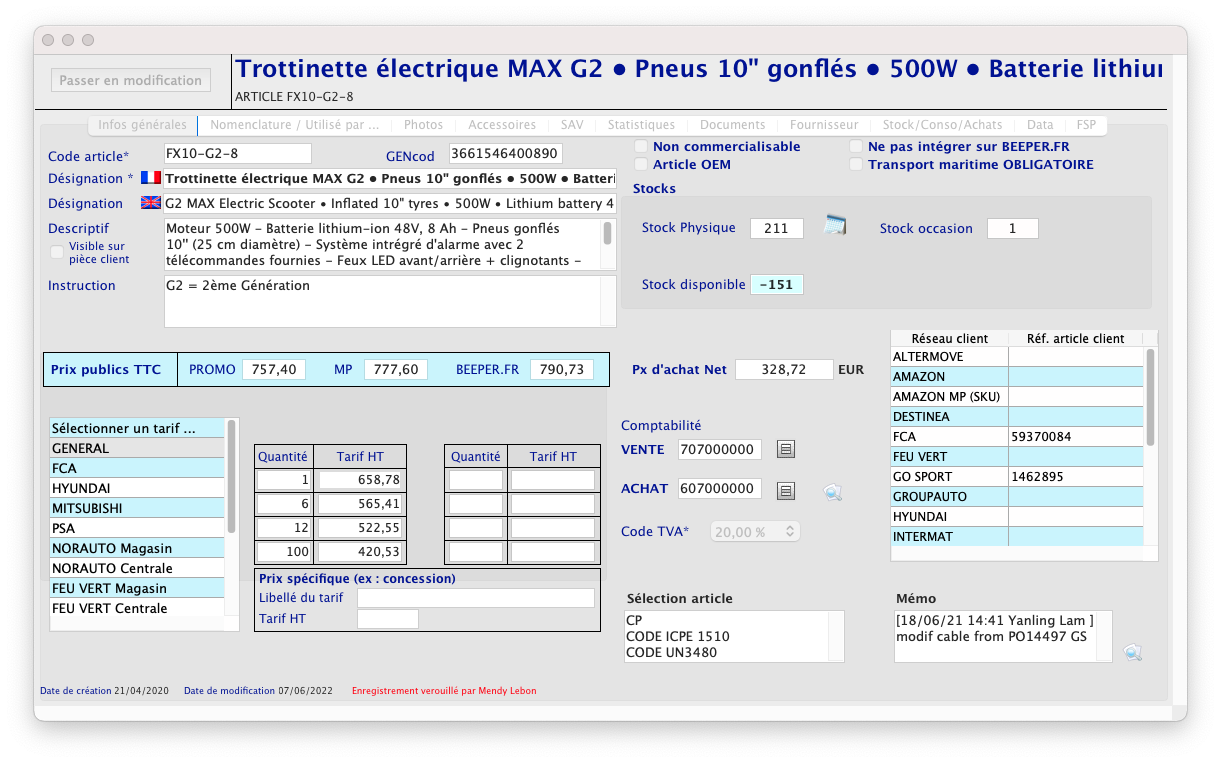 Passer en modification
Trottinette électrique MAX G2 • Pneus 10" gonflés • 500W • Batterie
ARTICLE FX10-G2-8
Infos générales
Nomenclature / Utilisé par ...
Photos
Accessoires
SAV
Statistiques
Documents
Fournisseur
Stock/Conso/Achats
Data
FSP
Code article*
FX10-G2-8
GENcod
3661546400890
Non commercialisable
Ne pas intégrer sur BEEPER.FR
Article OEM
Transport maritime OBLIGATOIRE
Désignation *
Trottinette électrique MAX G2 • Pneus 10" gonflés • 500W •
Désignation
G2 MAX Electric Scooter • Inflated 10" tyres • 500W • Lithium battery 4
Stocks
Descriptif
Visible sur
pièce client
Moteur 500W - Batterie lithium-ion 48V, 8 Ah - Pneus gonflés
10'' (25 cm diamètre) - Système intrégré d'alarme avec 2
télécommandes fournies - Feux LED avant/arrière + clignotants -
Stock Physique
211
Stock occasion
1
Instruction
G2 = 2ème Génération
Stock disponible
-151
Prix publics TTC
PROMO
757,40
MP
777,60
BEEPER.FR
790,73
Px d'achat Net
328,72
EUR
Réseau client
Réf. article client
ALTERMOVE
AMAZON
AMAZON MP (SKU)
DESTINEA
FCA
59370084
FEU VERT
GO SPORT
1462895
GROUPAUTO
HYUNDAI
INTERMAT
Sélectionner un tarif ...
GENERAL
FCA
HYUNDAI
MITSUBISHI
PSA
NORAUTO Magasin
NORAUTO Centrale
FEU VERT Magasin
FEU VERT Centrale
Quantité
Tarif HT
1
658,78
6
565,41
12
522,55
100
420,53
Quantité
Tarif HT
Prix spécifique (ex : concession)
Libellé du tarif
Tarif HT
Comptabilité
VENTE
707000000
ACHAT
607000000
Code TVA*
20,00 %
Sélection article
CP
CODE ICPE 1510
CODE UN3480
Mémo
[18/06/21 14:41 Yanling Lam ]
modif cable from PO14497 GS
Date de création 21/04/2020
Date de modification 07/06/2022
Enregistrement verouillé par Mendy Lebon